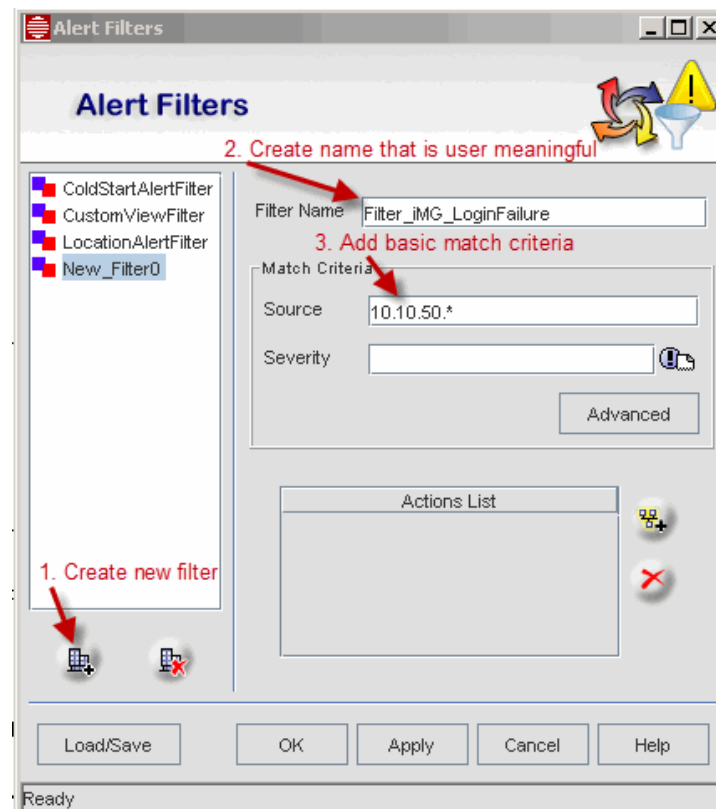 Alert Filters
Alert Filters
2. Create name that is user meaningful
ColdStartAlertFilter
CustomViewFilter
LocationAlertFilter
New_Filter0
Filter Name
Filter_iMG_LoginFailure
3. Add basic match criteria
Match Criteria
Source
10.10.50.*
Severity
Advanced
Actions List
1. Create new filter
Load/Save
OK
Apply
Cancel
Help
Ready